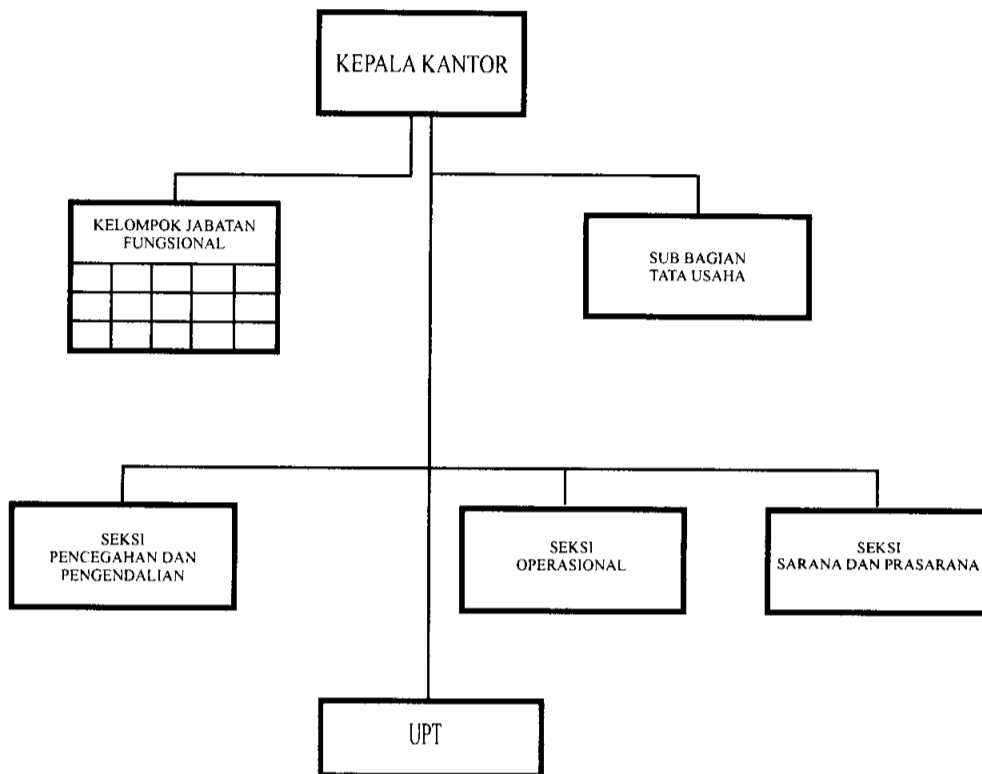 KEPALA KANTOR
KELOMPOK JABATAN
FUNGSIONAL
SUB BAGIAN
TATA USAHA
SEKSI
PENCEGAHAN DAN
PENGENDALIAN
SEKSI
OPERASIONAL
SEKSI
SARANA DAN PRASARANA
UPT